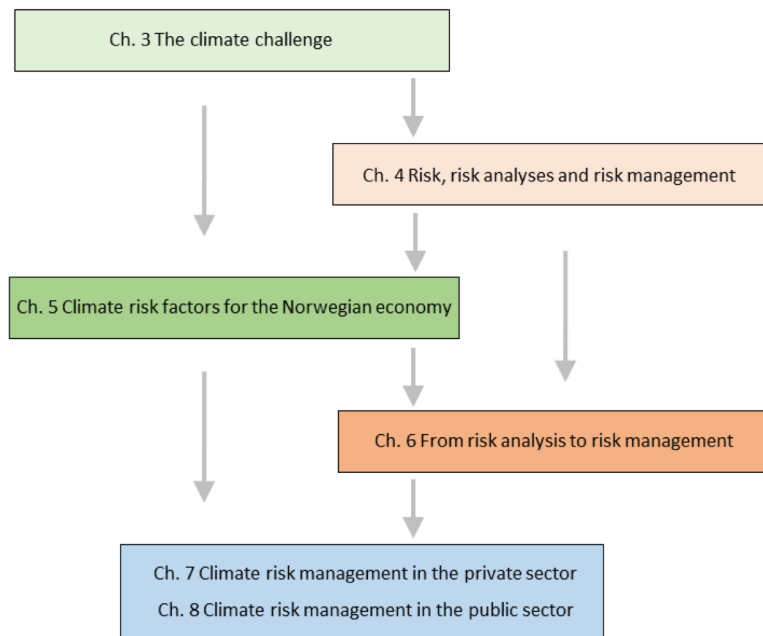 Ch. 3 The climate challenge
Ch. 4 Risk, risk analyses and risk management
Ch. 5 Climate risk factors for the Norwegian economy
Ch. 6 From risk analysis to risk management
Ch. 7 Climate risk management in the private sector
Ch. 8 Climate risk management in the public sector